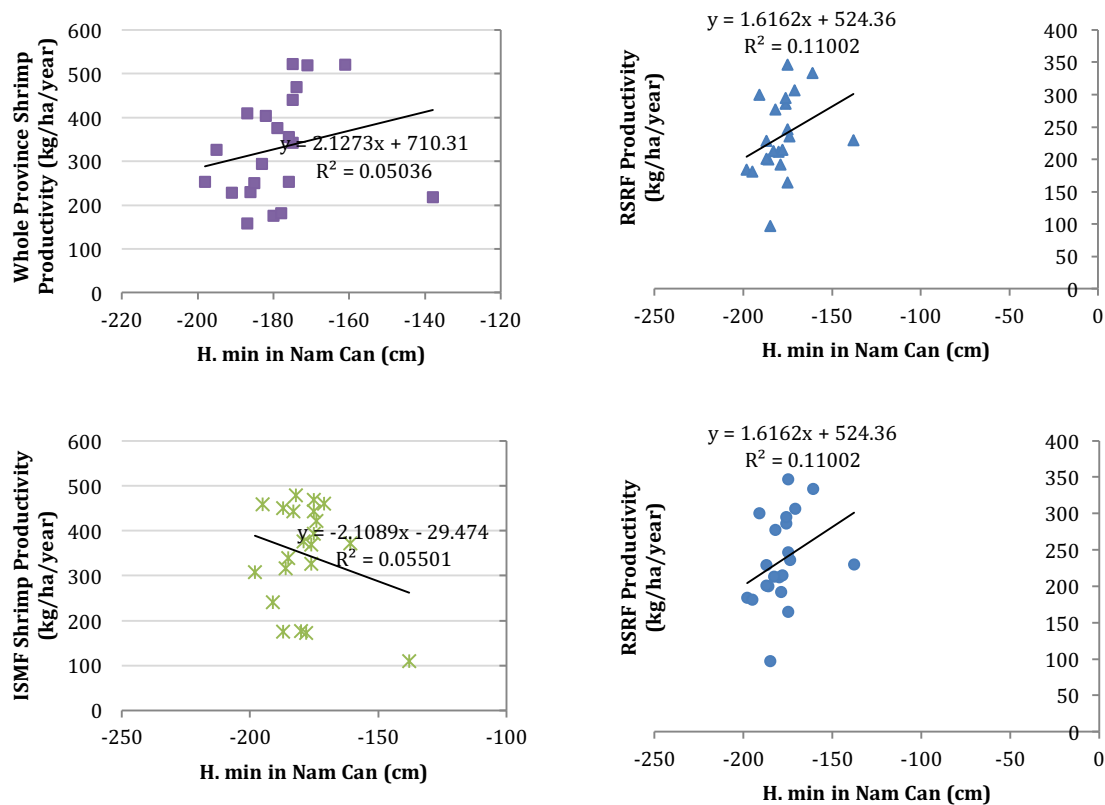 Whole Province Shrimp
Productivity (kg/ha/year)
600
500
400
300
200
100
0
y = 2.1273x + 710.31
R² = 0.05036
-220 -200 -180 -160 -140 -120
H. min in Nam Can (cm)
RSRF Productivity
(kg/ha/year)
y = 1.6162x + 524.36
R² = 0.11002
400
350
300
250
200
150
100
50
0
-250 -200 -150 -100 -50 0
H. min in Nam Can (cm)
ISMF Shrimp Productivity
(kg/ha/year)
600
500
400
300
200
100
0
y = -2.1089x - 29.474
R² = 0.05501
-250 -200 -150 -100
H. min in Nam Can (cm)
RSRF Productivity
(kg/ha/year)
y = 1.6162x + 524.36
R² = 0.11002
400
350
300
250
200
150
100
50
0
-250 -200 -150 -100 -50 0
H. min in Nam Can (cm)